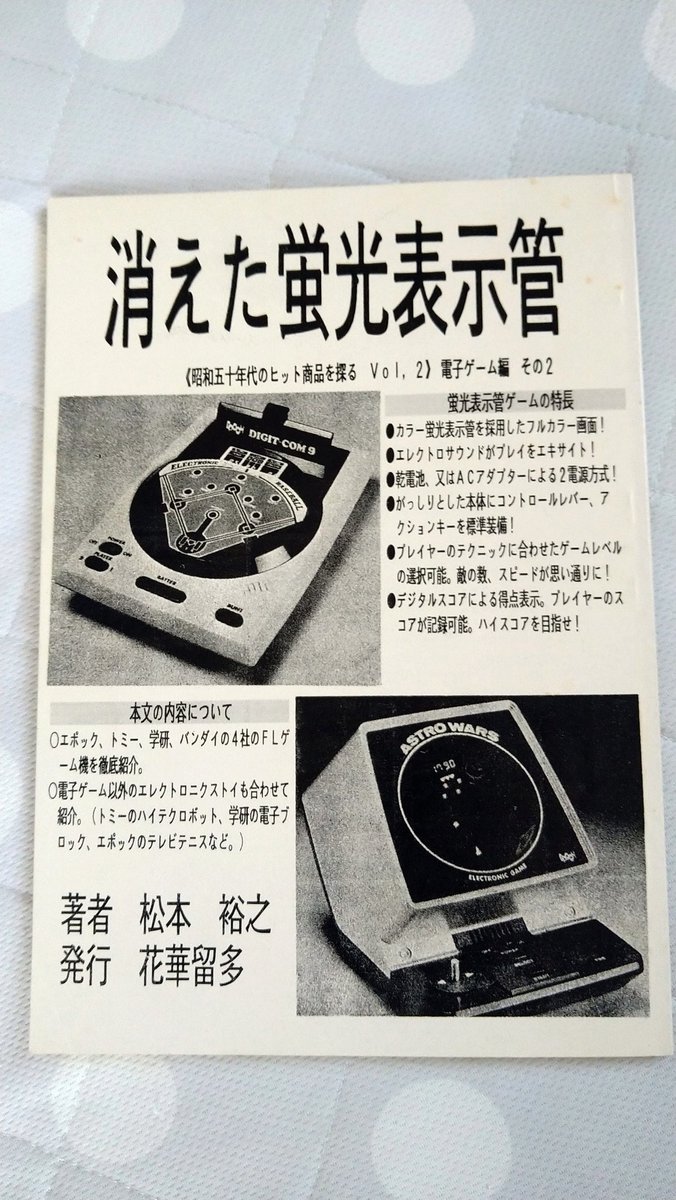 消えた蛍光表示管
《昭和五十年代のヒット商品を探る Vol, 2》電子ゲーム編 その2
DIGIT-COM 9
ELECTRONIC BASEBALL
POWER
OFF ON
PLAYER
2 1
BATTER
BUNT
蛍光表示管ゲームの特長
●カラー蛍光表示管を採用したフルカラー画面!
●エレクトロサウンドがプレイをエキサイト!
●乾電池、又はACアダプターによる2電源方式!
●がっしりとした本体にコントロールレバー、ア
クションキーを標準装備!
●プレイヤーのテクニックに合わせたゲームレベル
の選択可能。敵の数、スピードが思い通りに!
●デジタルスコアによる得点表示。プレイヤーのス
コアが記録可能。ハイスコアを目指せ!
本文の内容について
○エポック、トミー、学研、バンダイの4社のFLゲ
ーム機を徹底紹介。
○電子ゲーム以外のエレクトロニクストイも合わせて
紹介。(トミーのハイテクロボット、学研の電子ブ
ロック、エポックのテレビテニスなど。)
ASTRO WARS
ELECTRONIC GAME
著者 松本 裕之
発行 花華留多